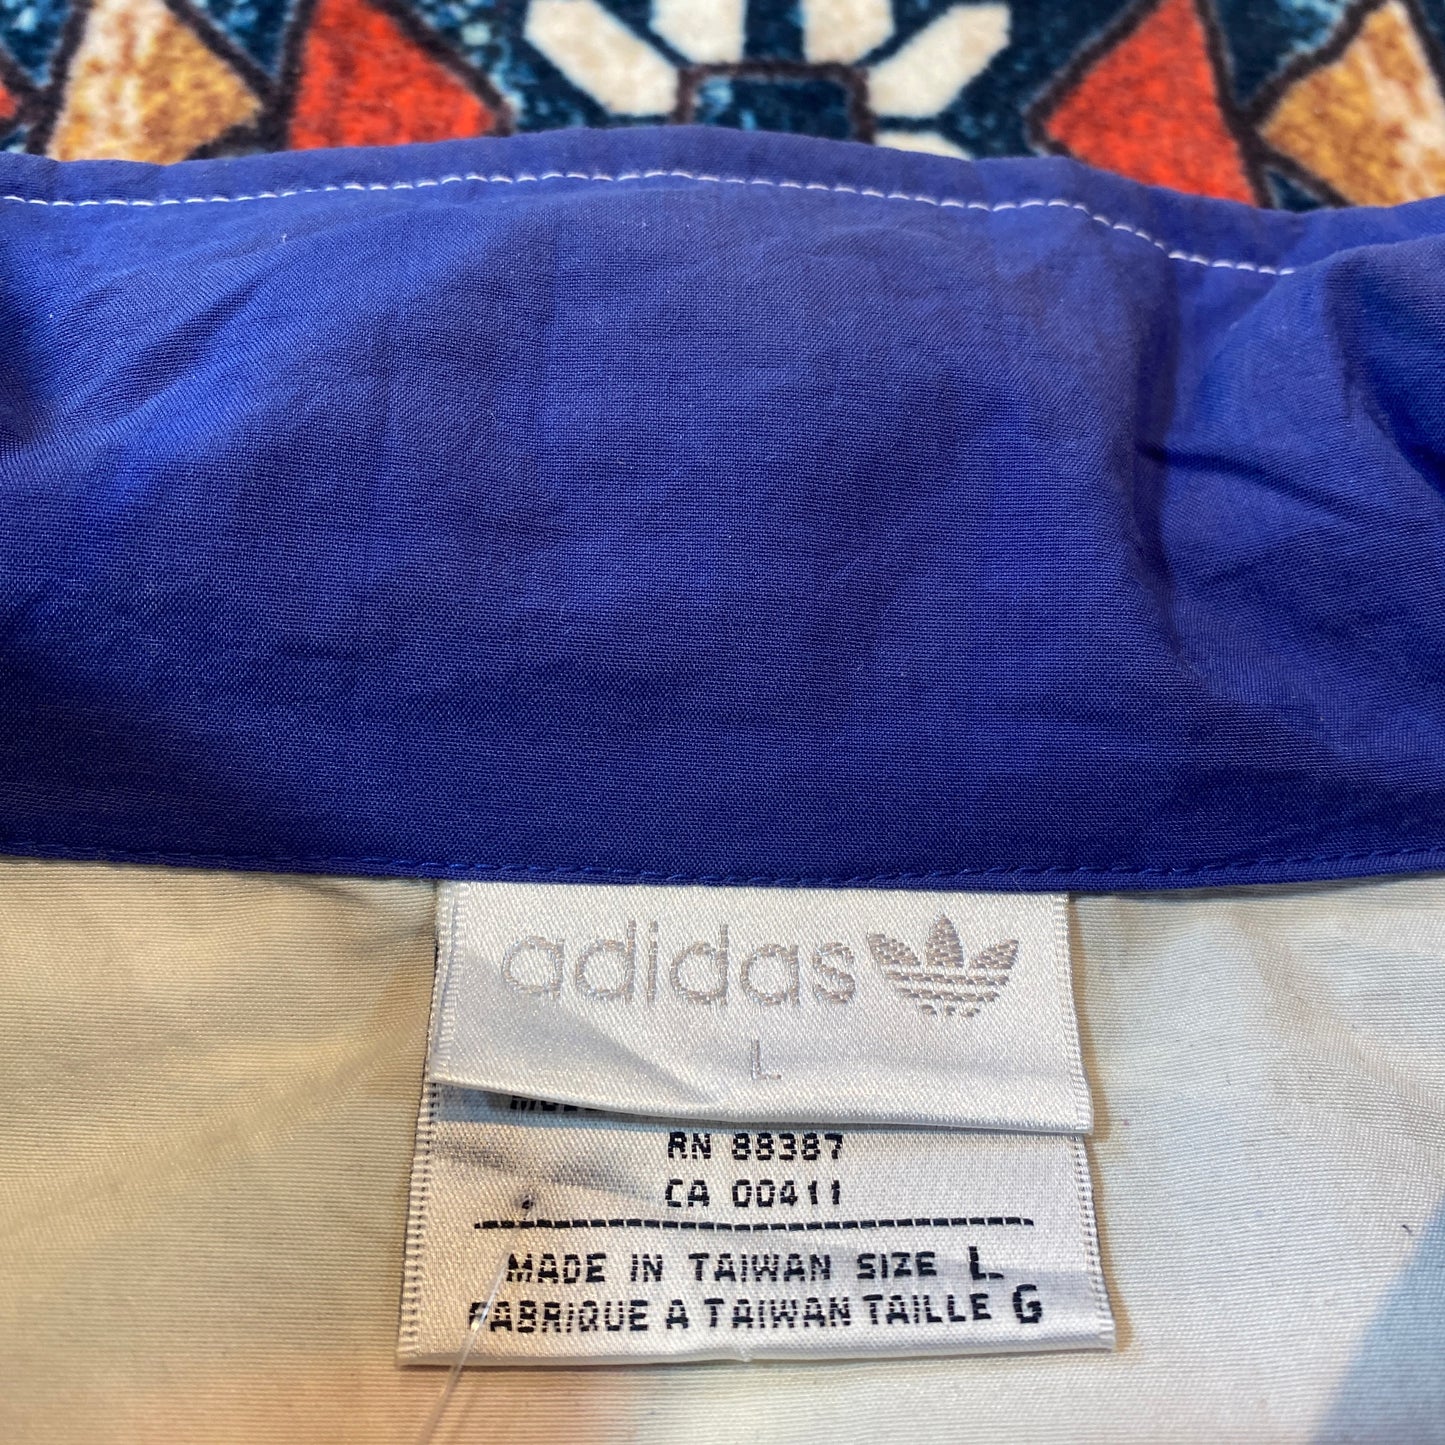 adidas
L
RN 88387
CA 00411
MADE IN TAIWAN SIZE L
FABRIQUE A TAIWAN TAILLE G